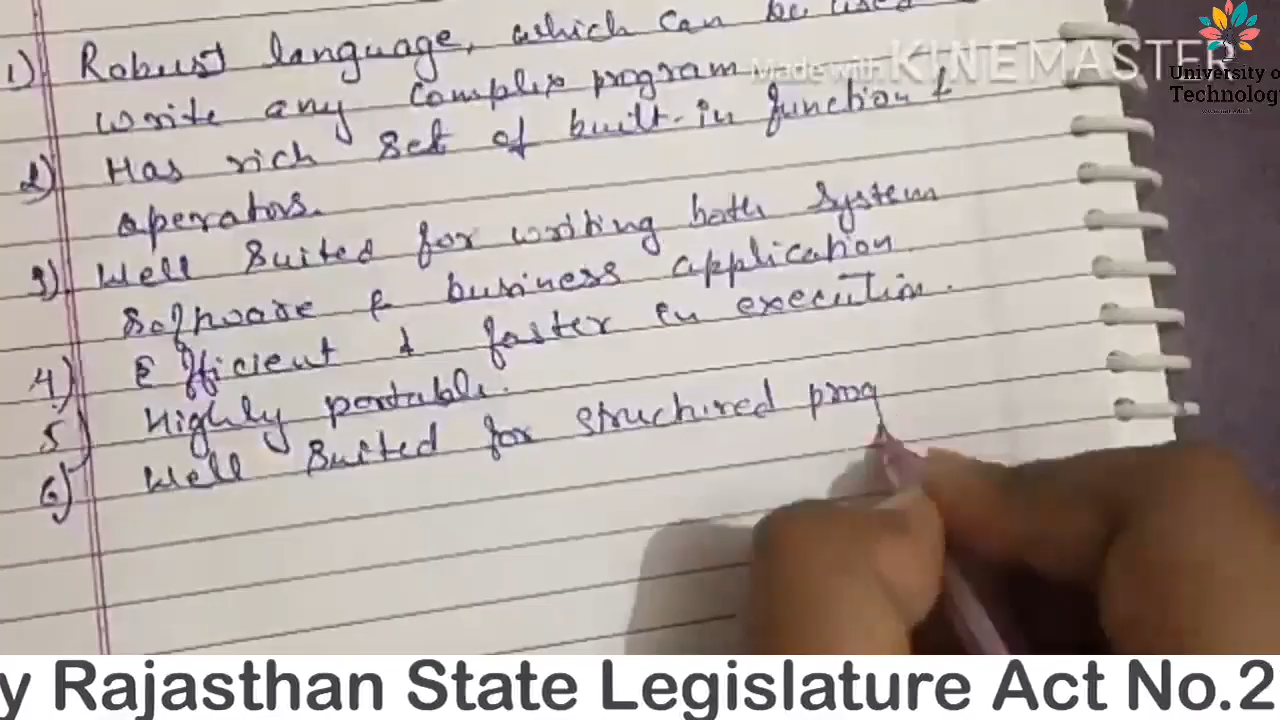 1) Robust language, which can be used
write any complex program
2) Has rich set of built-in function &
operators.
3) Well suited for writing both system
software & business application
4) Efficient & faster in execution.
5) Highly portable.
6) Well suited for structured prog
Made with KINEMASTER
University of
Technology
y Rajasthan State Legislature Act No.2